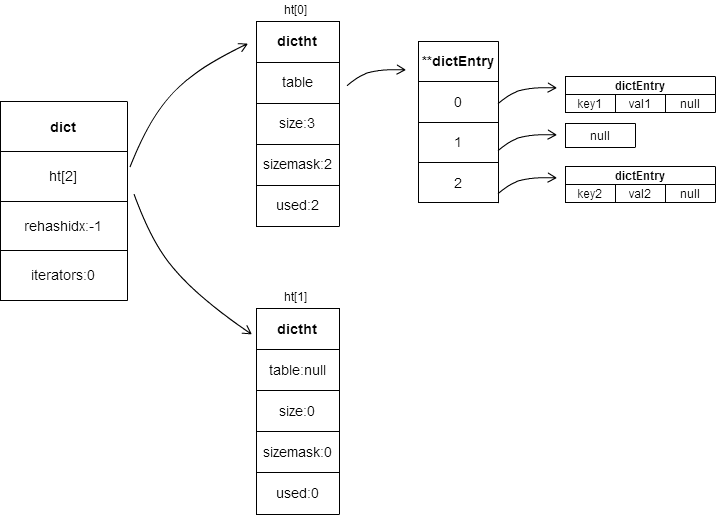 dict
ht[2]
rehashidx:-1
iterators:0
ht[0]
dictht
table
size:3
sizemask:2
used:2
**dictEntry
0
1
2
dictEntry
key1 val1 null
null
dictEntry
key2 val2 null
ht[1]
dictht
table:null
size:0
sizemask:0
used:0